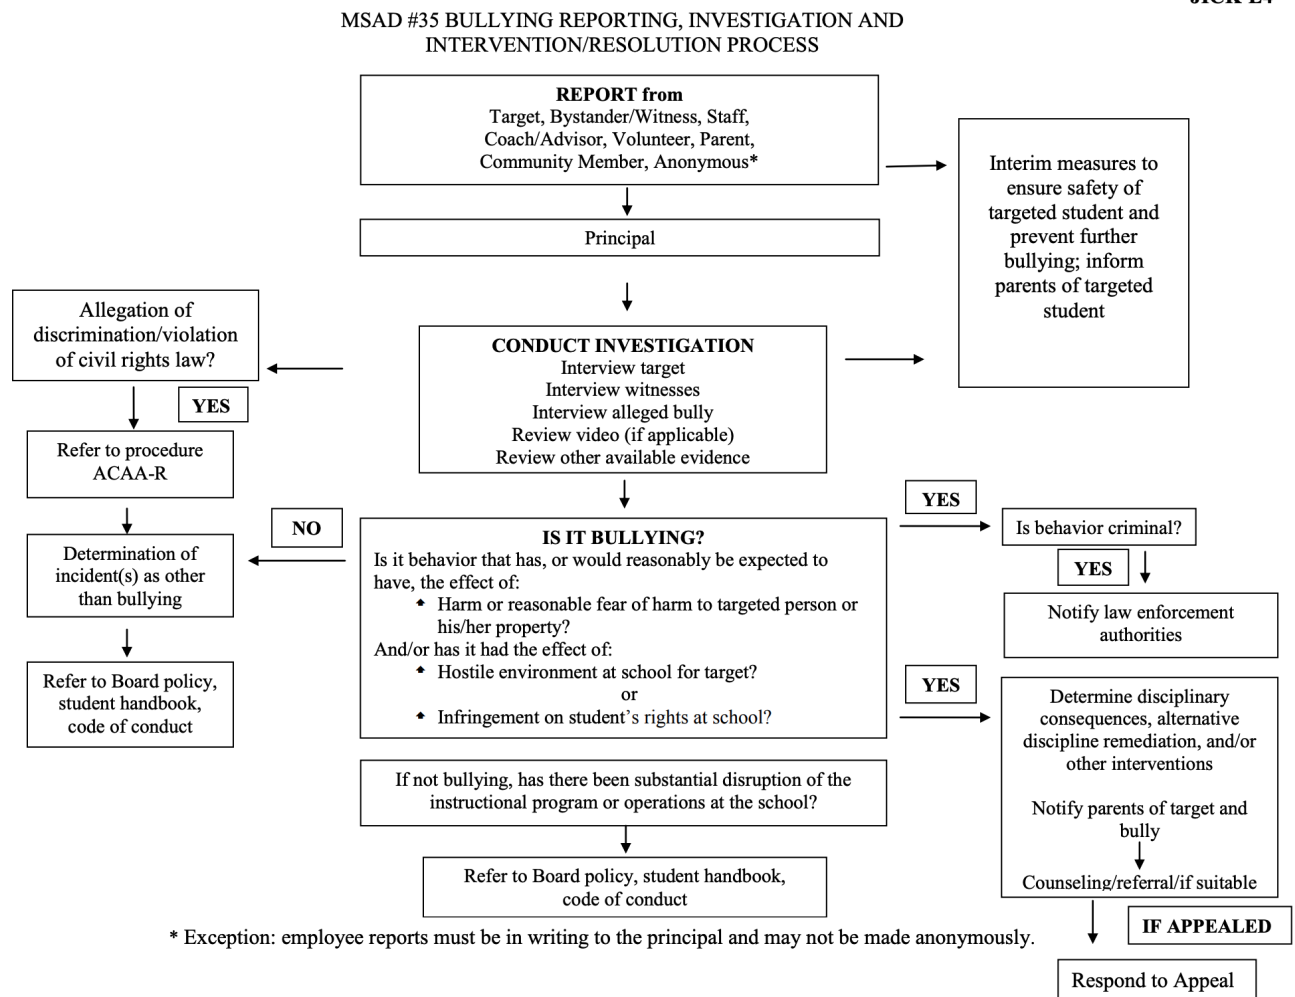 MSAD #35 BULLYING REPORTING, INVESTIGATION AND
INTERVENTION/RESOLUTION PROCESS
REPORT from
Target, Bystander/Witness, Staff,
Coach/Advisor, Volunteer, Parent,
Community Member, Anonymous*
Interim measures to
ensure safety of
targeted student and
prevent further
bullying; inform
parents of targeted
student
Principal
Allegation of
discrimination/violation
of civil rights law?
YES
Refer to procedure
ACAA-R
CONDUCT INVESTIGATION
Interview target
Interview witnesses
Interview alleged bully
Review video (if applicable)
Review other available evidence
NO
Determination of
incident(s) as other
than bullying
Refer to Board policy,
student handbook,
code of conduct
IS IT BULLYING?
Is it behavior that has, or would reasonably be expected to
have, the effect of:
Harm or reasonable fear of harm to targeted person or
his/her property?
And/or has it had the effect of:
Hostile environment at school for target?
or
Infringement on student’s rights at school?
YES
Is behavior criminal?
YES
Notify law enforcement
authorities
YES
Determine disciplinary
consequences, alternative
discipline remediation, and/or
other interventions
Notify parents of target and
bully
Counseling/referral/if suitable
If not bullying, has there been substantial disruption of the
instructional program or operations at the school?
Refer to Board policy, student handbook,
code of conduct
IF APPEALED
* Exception: employee reports must be in writing to the principal and may not be made anonymously.
Respond to Appeal